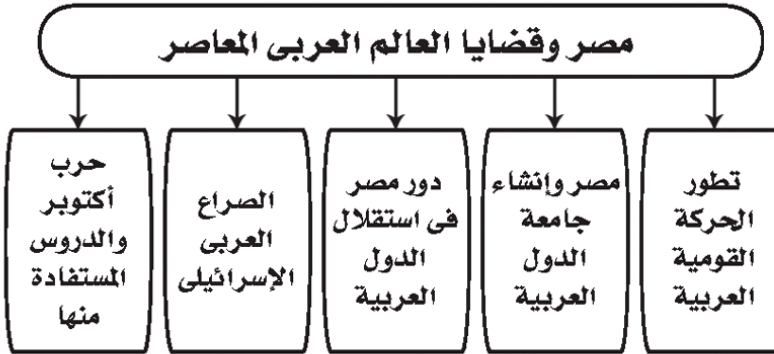 مصر وقضايا العالم العربى المعاصر
تطور
الحركة
القومية
العربية
مصر وإنشاء
جامعة
الدول
العربية
دور مصر
فى استقلال
الدول
العربية
الصراع
العربى
الإسرائيلى
حرب
أكتوبر
والدروس
المستفادة
منها